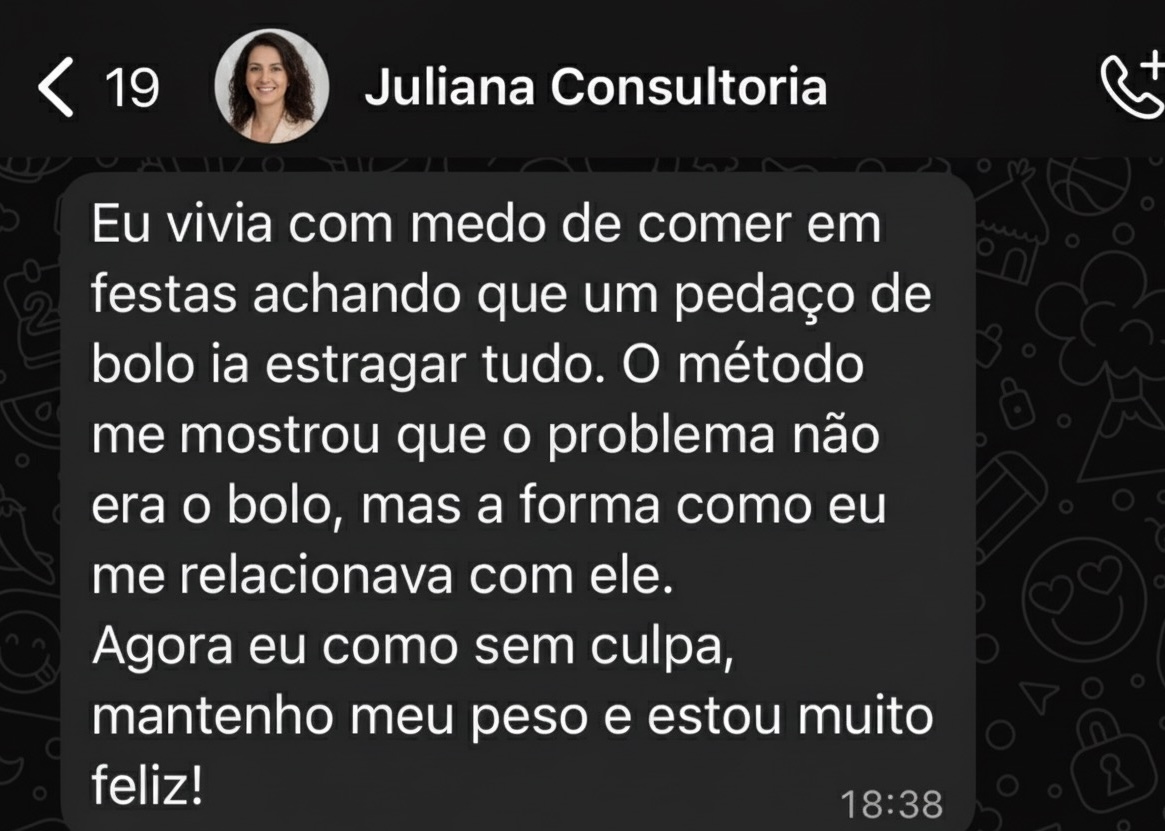 19
Juliana Consultoria
Eu vivia com medo de comer em
festas achando que um pedaço de
bolo ia estragar tudo. O método
me mostrou que o problema não
era o bolo, mas a forma como eu
me relacionava com ele.
Agora eu como sem culpa,
mantenho meu peso e estou muito
feliz!
18:38